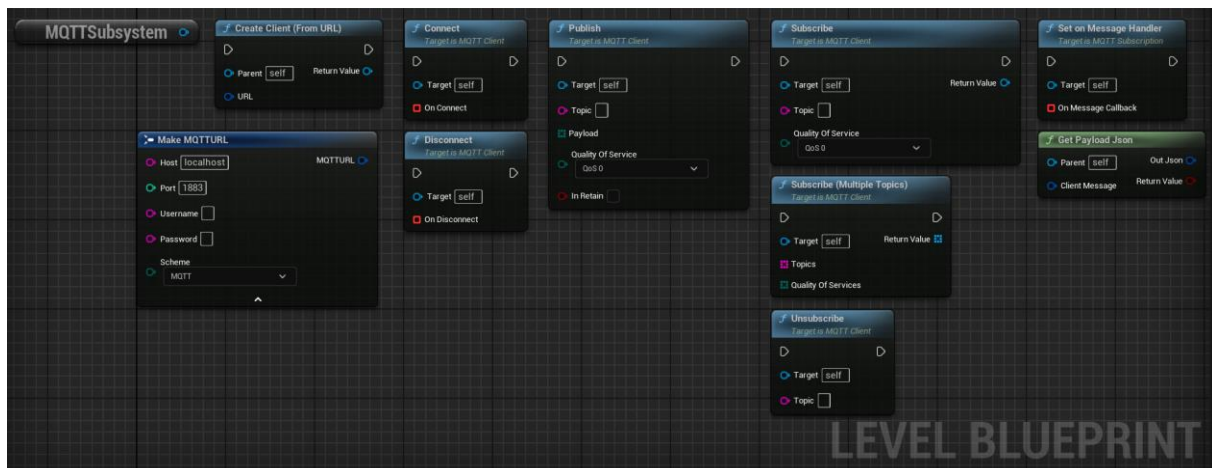 MQTTSubsystem
Create Client (From URL)
Parent self
Return Value
URL
Make MQTTURL
Host localhost
MQTTURL
Port 1883
Username
Password
Scheme
MQTT
Connect
Target is MQTT Client
Target self
On Connect
Disconnect
Target is MQTT Client
Target self
On Disconnect
Publish
Target is MQTT Client
Target self
Topic
Payload
Quality Of Service
QoS 0
In Retain
Subscribe
Target is MQTT Client
Target self
Return Value
Topic
Quality Of Service
QoS 0
Subscribe (Multiple Topics)
Target is MQTT Client
Target self
Return Value
Topics
Quality Of Services
Unsubscribe
Target is MQTT Client
Target self
Topic
Set on Message Handler
Target is MQTT Subscription
Target self
On Message Callback
Get Payload Json
Parent self
Out Json
Client Message
Return Value
LEVEL BLUEPRINT